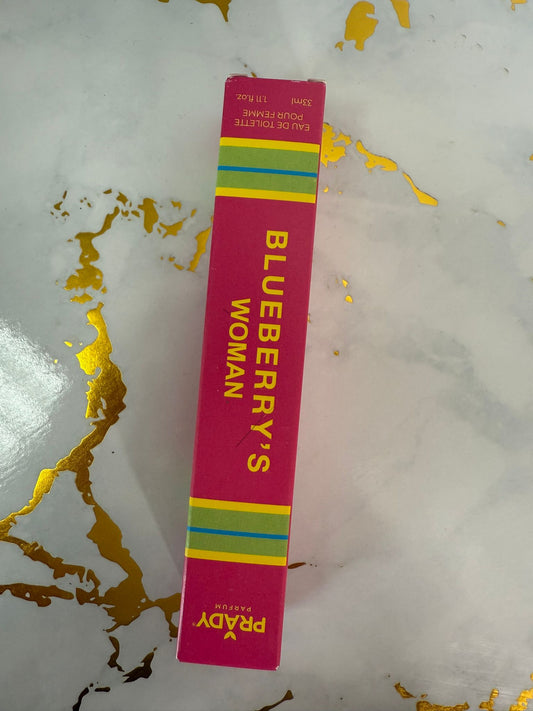 BLUEBERRY'S
WOMAN
PRADY®
PARFUM
EAU DE TOILETTE
POUR FEMME
33ml 1.11 fl.oz.